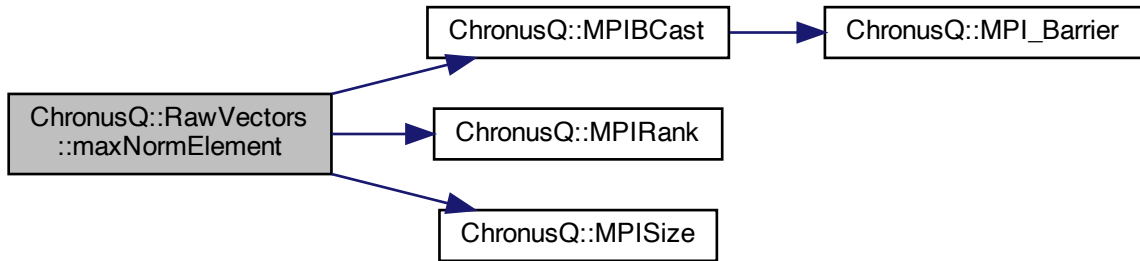 ChronusQ::RawVectors
::maxNormElement
ChronusQ::MPIBCast
ChronusQ::MPI_Barrier
ChronusQ::MPIRank
ChronusQ::MPISize